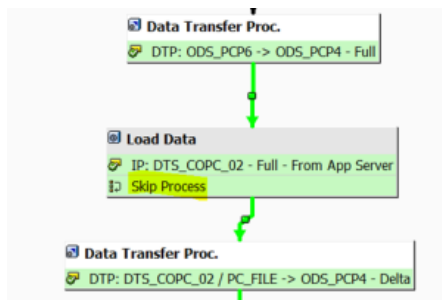 Data Transfer Proc.
DTP: ODS_PCP6 -> ODS_PCP4 - Full
Load Data
IP: DTS_COPC_02 - Full - From App Server
Skip Process
Data Transfer Proc.
DTP: DTS_COPC_02 / PC_FILE -> ODS_PCP4 - Delta